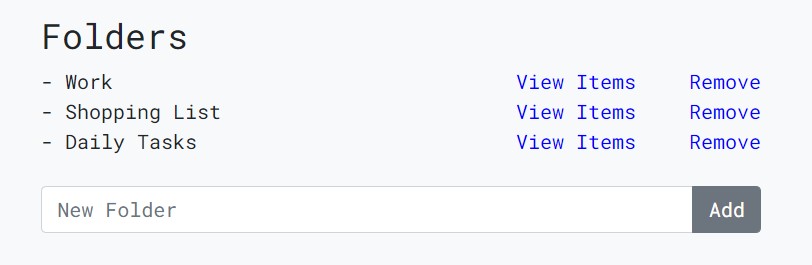 Folders
- Work View Items Remove
- Shopping List View Items Remove
- Daily Tasks View Items Remove
New Folder Add